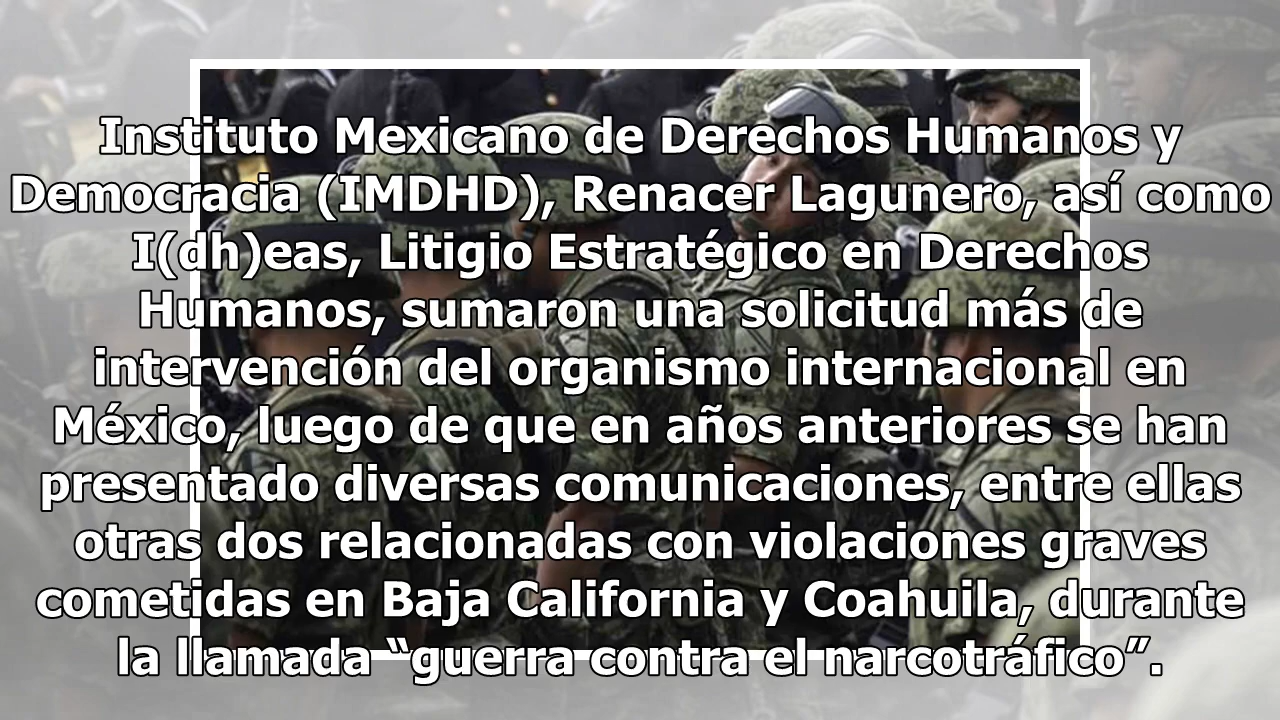 Instituto Mexicano de Derechos Humanos y
Democracia (IMDHD), Renacer Lagunero, así como
I(dh)eas, Litigio Estratégico en Derechos
Humanos, sumaron una solicitud más de
intervención del organismo internacional en
México, luego de que en años anteriores se han
presentado diversas comunicaciones, entre ellas
otras dos relacionadas con violaciones graves
cometidas en Baja California y Coahuila, durante
la llamada “guerra contra el narcotráfico”.